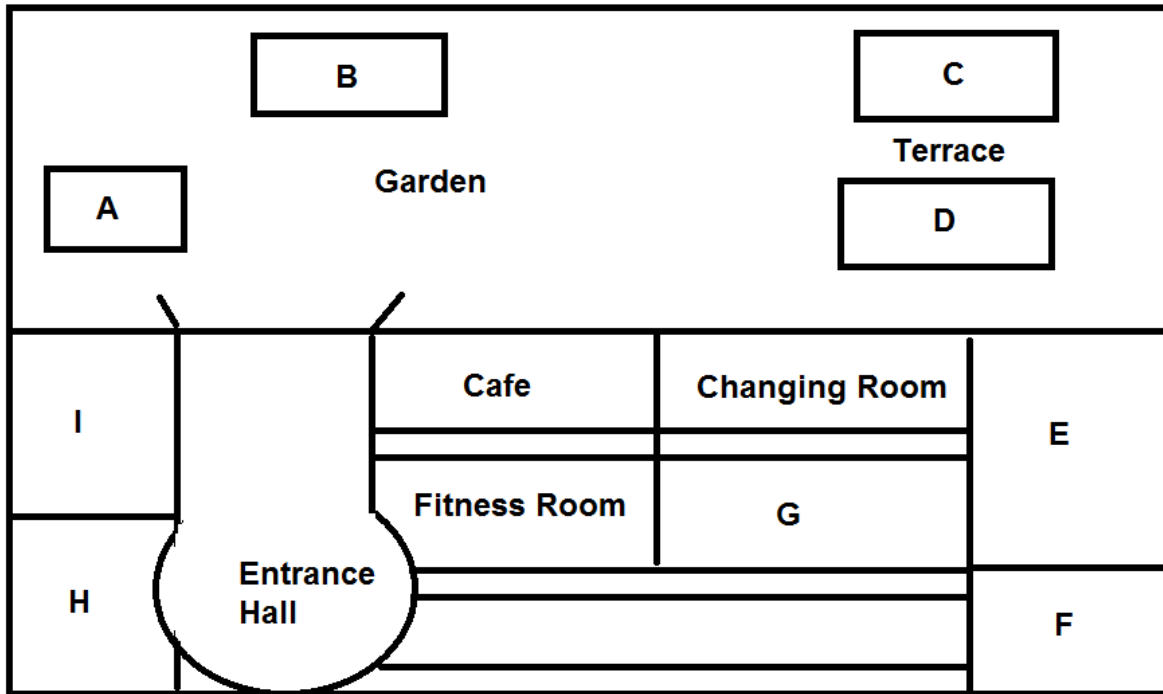 B
C
Terrace
Garden
A
D
Cafe
Changing Room
I
E
Fitness Room
G
Entrance
Hall
H
F